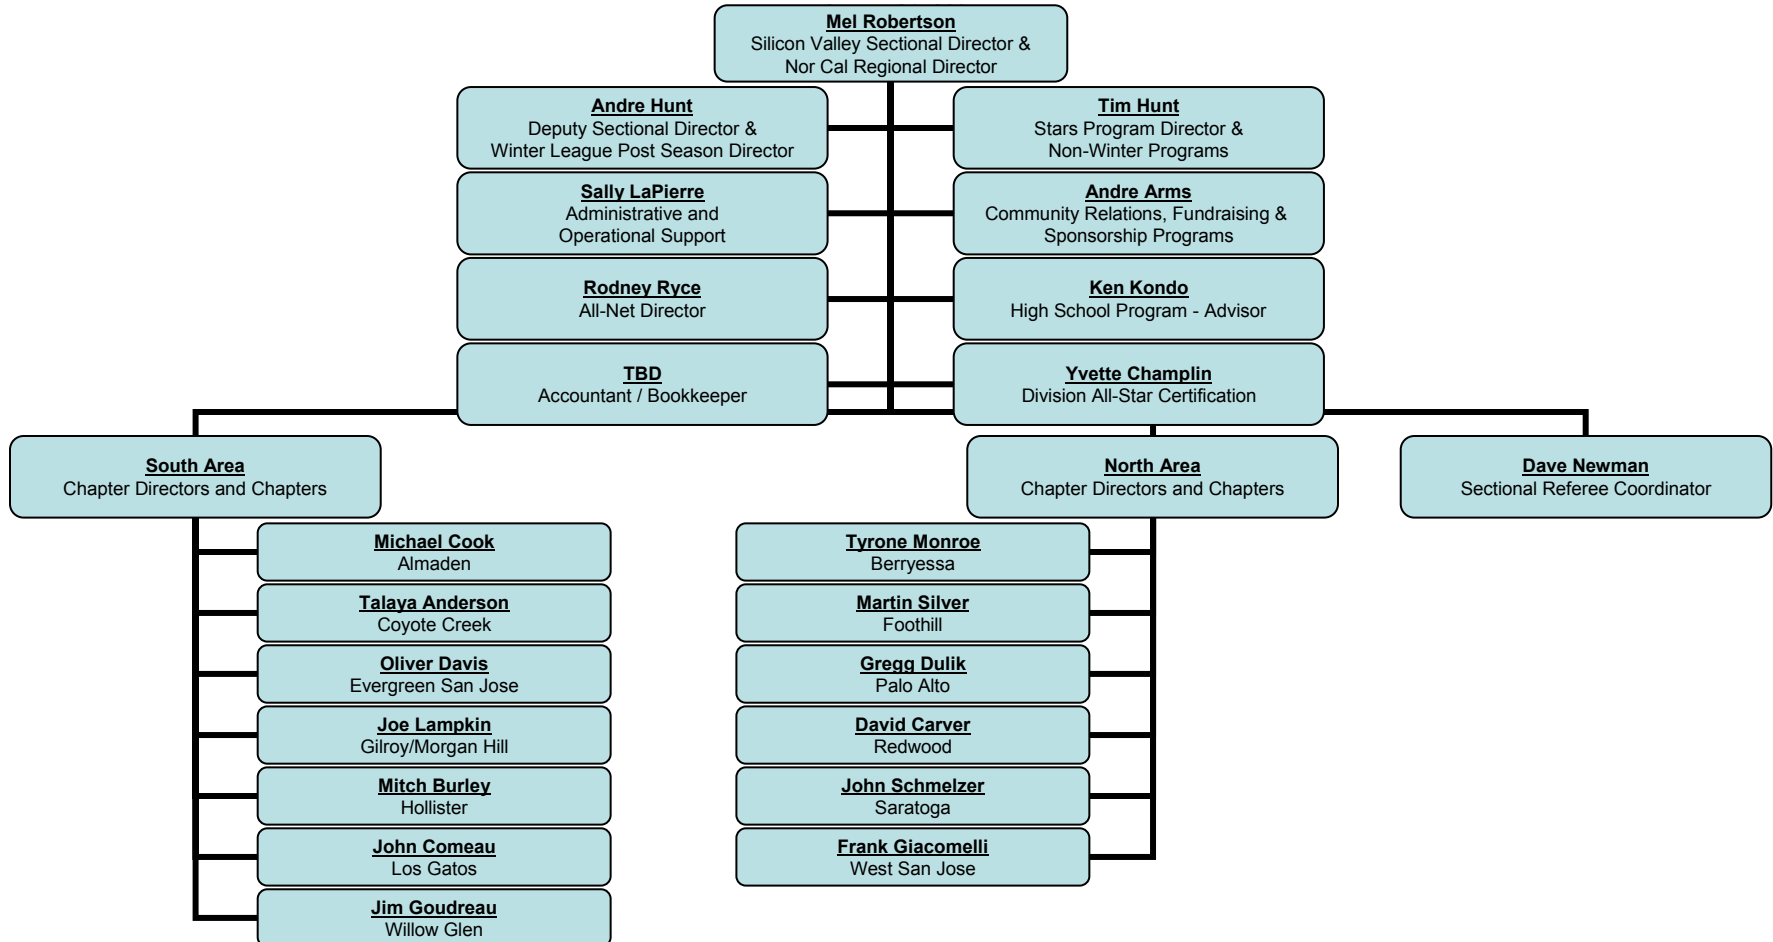 Mel Robertson
Silicon Valley Sectional Director &
Nor Cal Regional Director
Andre Hunt
Deputy Sectional Director &
Winter League Post Season Director
Tim Hunt
Stars Program Director &
Non-Winter Programs
Sally LaPierre
Administrative and
Operational Support
Andre Arms
Community Relations, Fundraising &
Sponsorship Programs
Rodney Ryce
All-Net Director
Ken Kondo
High School Program - Advisor
TBD
Accountant / Bookkeeper
Yvette Champlin
Division All-Star Certification
South Area
Chapter Directors and Chapters
North Area
Chapter Directors and Chapters
Dave Newman
Sectional Referee Coordinator
Michael Cook
Almaden
Talaya Anderson
Coyote Creek
Oliver Davis
Evergreen San Jose
Joe Lampkin
Gilroy/Morgan Hill
Mitch Burley
Hollister
John Comeau
Los Gatos
Jim Goudreau
Willow Glen
Tyrone Monroe
Berryessa
Martin Silver
Foothill
Gregg Dulik
Palo Alto
David Carver
Redwood
John Schmelzer
Saratoga
Frank Giacomelli
West San Jose